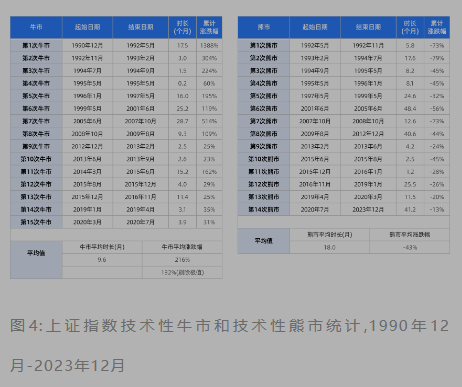 牛市 起始日期 结束日期 时长(个月) 累计涨跌幅
第1次牛市 1990年12月 1992年5月 17.5 1388%
第2次牛市 1992年11月 1993年2月 3.0 304%
第3次牛市 1994年7月 1994年9月 1.5 224%
第4次牛市 1995年5月 1995年5月 0.2 60%
第5次牛市 1996年1月 1997年5月 16.0 195%
第6次牛市 1999年5月 2001年6月 25.2 119%
第7次牛市 2005年6月 2007年10月 28.7 514%
第8次牛市 2008年10月 2009年8月 9.3 109%
第9次牛市 2012年12月 2013年2月 2.5 25%
第10次牛市 2013年6月 2013年9月 2.6 23%
第11次牛市 2015年6月 15.2
第12次牛市 2015年8月 2015年12月 4.0 29%
第13次牛市 2016年11月
第14次牛市 2019年1月 2019年4月 3.1 35%
第15次牛市 2020年3月 2020年7月 3.9 31%
平均值 牛市平均时长(月) 牛市平均涨跌幅
9.6 216%
132%(剔除极值)
熊市 起始日期 结束日期 时长(个月) 累计涨跌幅
第1次熊市 1992年5月 1992年11月 5.8 -73%
第2次熊市 1993年2月 1994年7月 -79%
第3次熊市 1994年9月 1995年5月 8.2 -45%
第4次熊市 1995年5月 1996年1月 8.1 -45%
第5次熊市 1997年5月 1999年5月 24.6 -32%
第6次熊市 2001年6月 48.4 -56%
第7次熊市 2007年10月 2008年10月 12.6 -73%
第8次熊市 2009年8月 2012年12月 40.6 -44%
第9次熊市 2013年2月 2013年6月 4.2 -24%
第10次熊市 2015年6月 2015年8月 -45%
第11次熊市 2015年12月 2016年1月 1.2 -28%
第12次熊市 2016年11月 2019年1月 25.5 -26%
第13次熊市 2019年4月 2020年3月 -20%
第14次熊市 2020年7月 2023年12月 41.2 -13%
平均值 熊市平均时长(月) 熊市平均涨跌幅
18.0 -43%
图4:上证指数技术性牛市和技术性熊市统计,1990年12
月-2023年12月